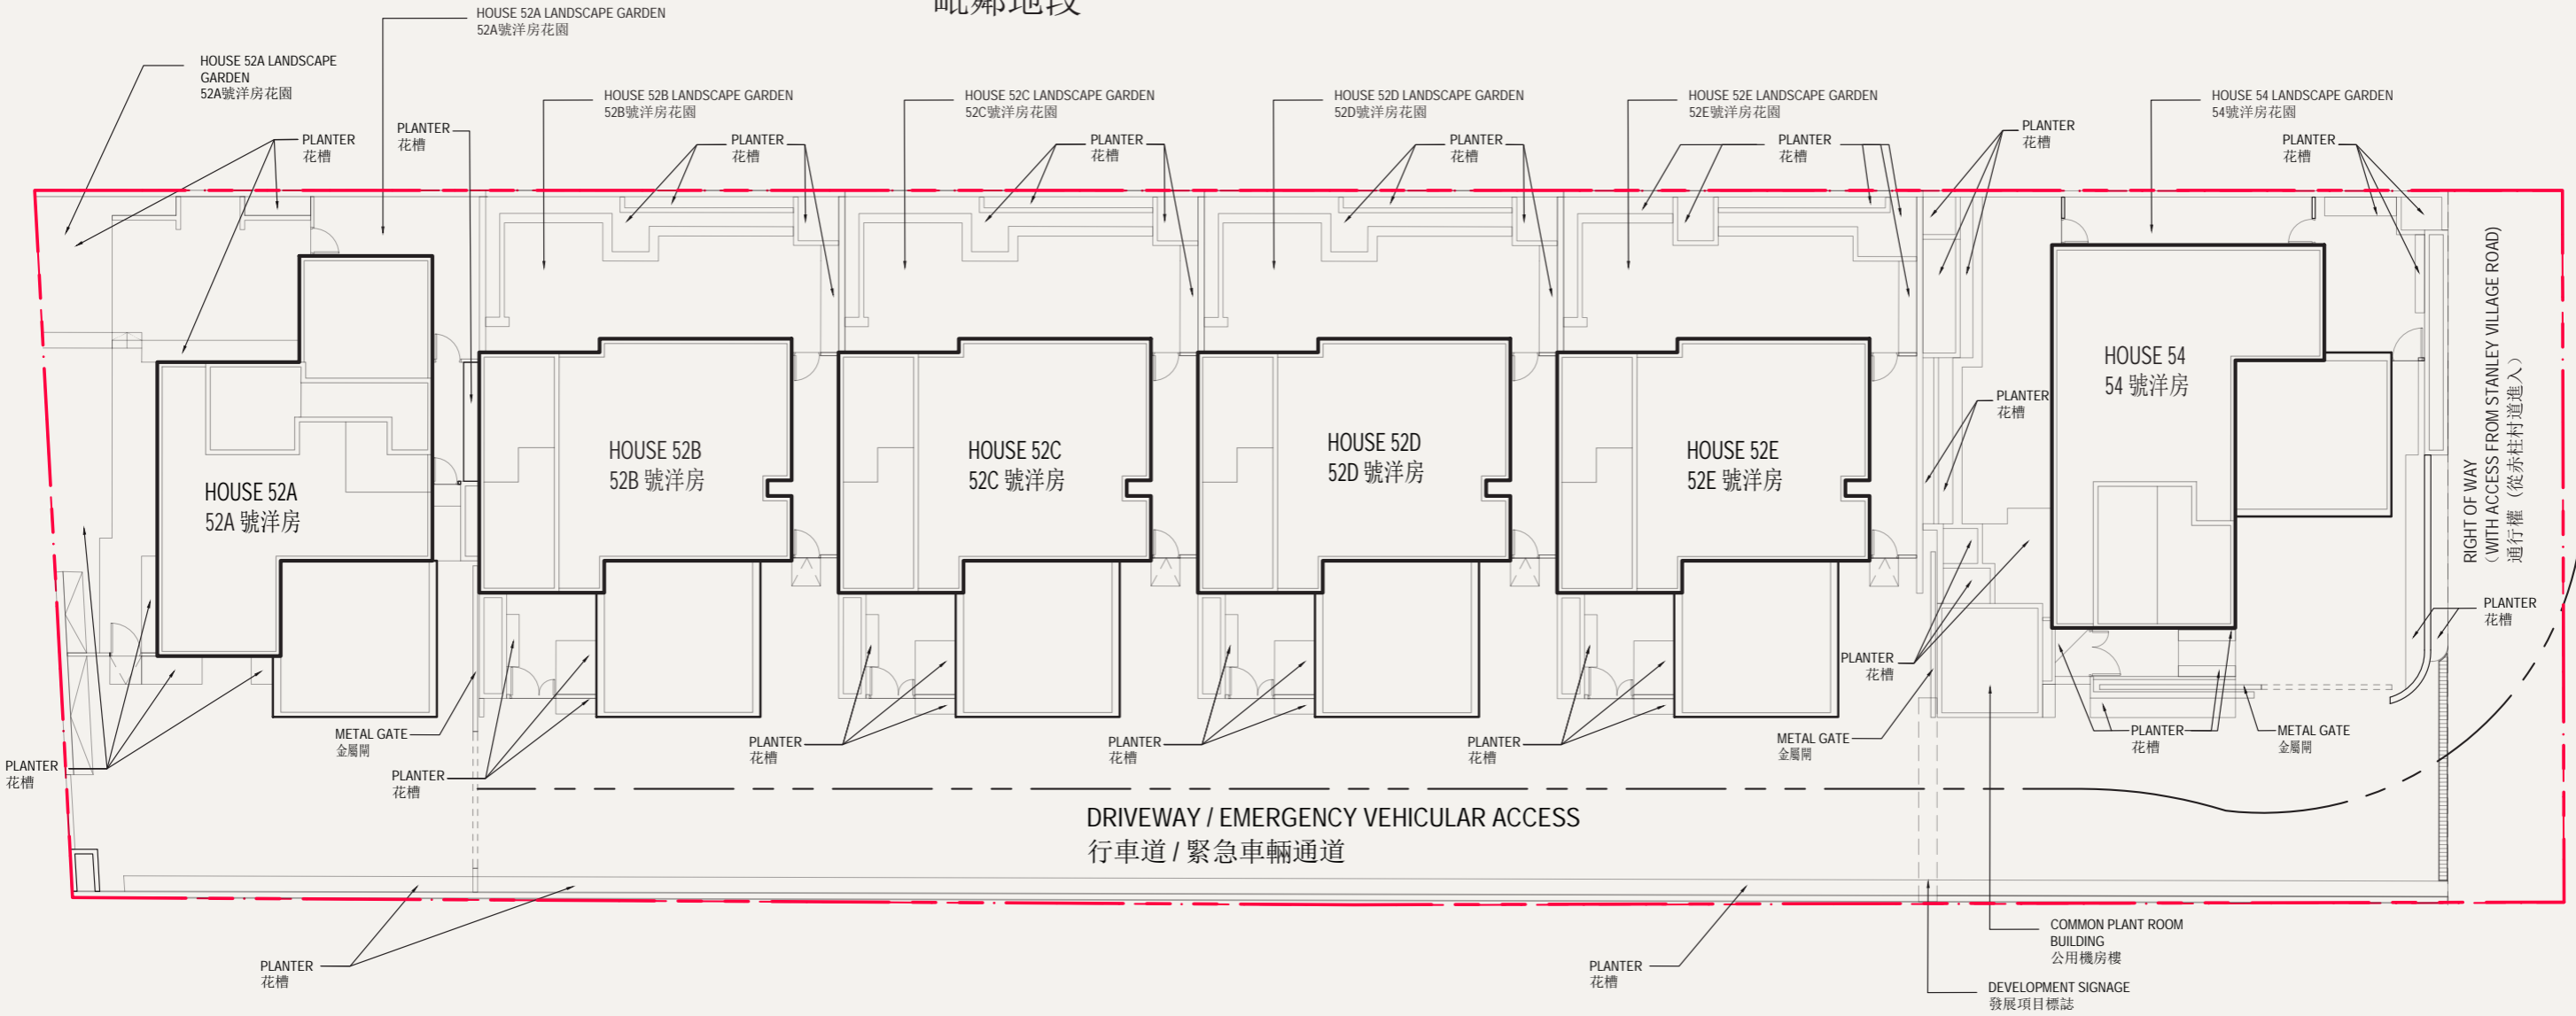 毗鄰地段
HOUSE 52A LANDSCAPE GARDEN
52A號洋房花園
HOUSE 52A LANDSCAPE
GARDEN
52A號洋房花園
HOUSE 52B LANDSCAPE GARDEN
52B號洋房花園
HOUSE 52C LANDSCAPE GARDEN
52C號洋房花園
HOUSE 52D LANDSCAPE GARDEN
52D號洋房花園
HOUSE 52E LANDSCAPE GARDEN
52E號洋房花園
HOUSE 54 LANDSCAPE GARDEN
54號洋房花園
PLANTER
花槽
PLANTER
花槽
PLANTER
花槽
PLANTER
花槽
PLANTER
花槽
PLANTER
花槽
PLANTER
花槽
PLANTER
花槽
HOUSE 52A
52A 號洋房
HOUSE 52B
52B 號洋房
HOUSE 52C
52C 號洋房
HOUSE 52D
52D 號洋房
HOUSE 52E
52E 號洋房
HOUSE 54
54 號洋房
PLANTER
花槽
RIGHT OF WAY
(WITH ACCESS FROM STANLEY VILLAGE ROAD)
通行權（從赤柱村道進入）
PLANTER
花槽
PLANTER
花槽
PLANTER
花槽
METAL GATE
金屬閘
PLANTER
花槽
PLANTER
花槽
PLANTER
花槽
PLANTER
花槽
METAL GATE
金屬閘
PLANTER
花槽
METAL GATE
金屬閘
DRIVEWAY / EMERGENCY VEHICULAR ACCESS
行車道 / 緊急車輛通道
PLANTER
花槽
PLANTER
花槽
COMMON PLANT ROOM
BUILDING
公用機房樓
DEVELOPMENT SIGNAGE
發展項目標誌